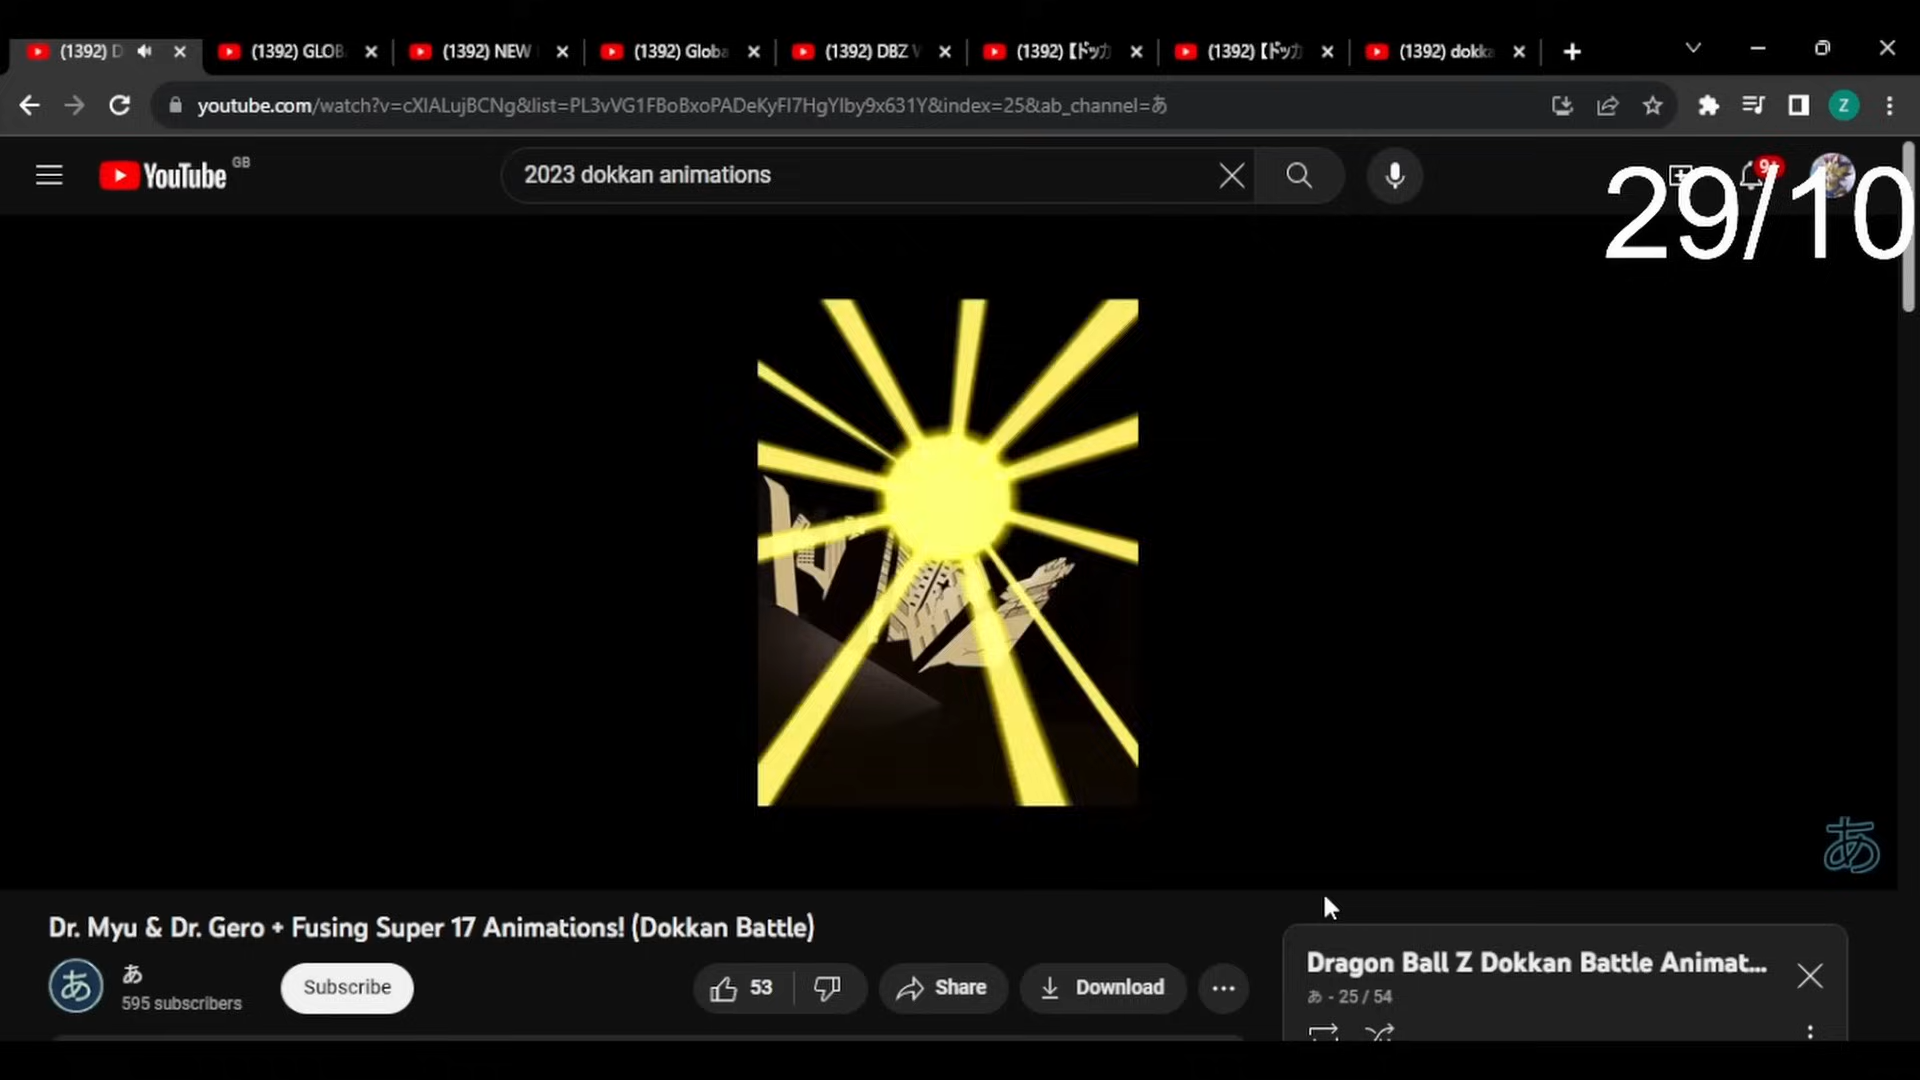 (1392) D
(1392) GLOB
(1392) NEW
(1392) Globa
(1392) DBZ V
(1392)【ドッカ
(1392)【ドッカ
(1392) dokka
youtube.com/watch?v=cXIALujBCNg&list=PL3vVG1FBoBxoPADeKyFI7HgYIby9x631Y&index=25&ab_channel=あ
Z
YouTube GB
2023 dokkan animations
9+
29/10
あ
Dr. Myu & Dr. Gero + Fusing Super 17 Animations! (Dokkan Battle)
あ
あ
595 subscribers
Subscribe
53
Share
Download
Dragon Ball Z Dokkan Battle Animat...
あ - 25 / 54